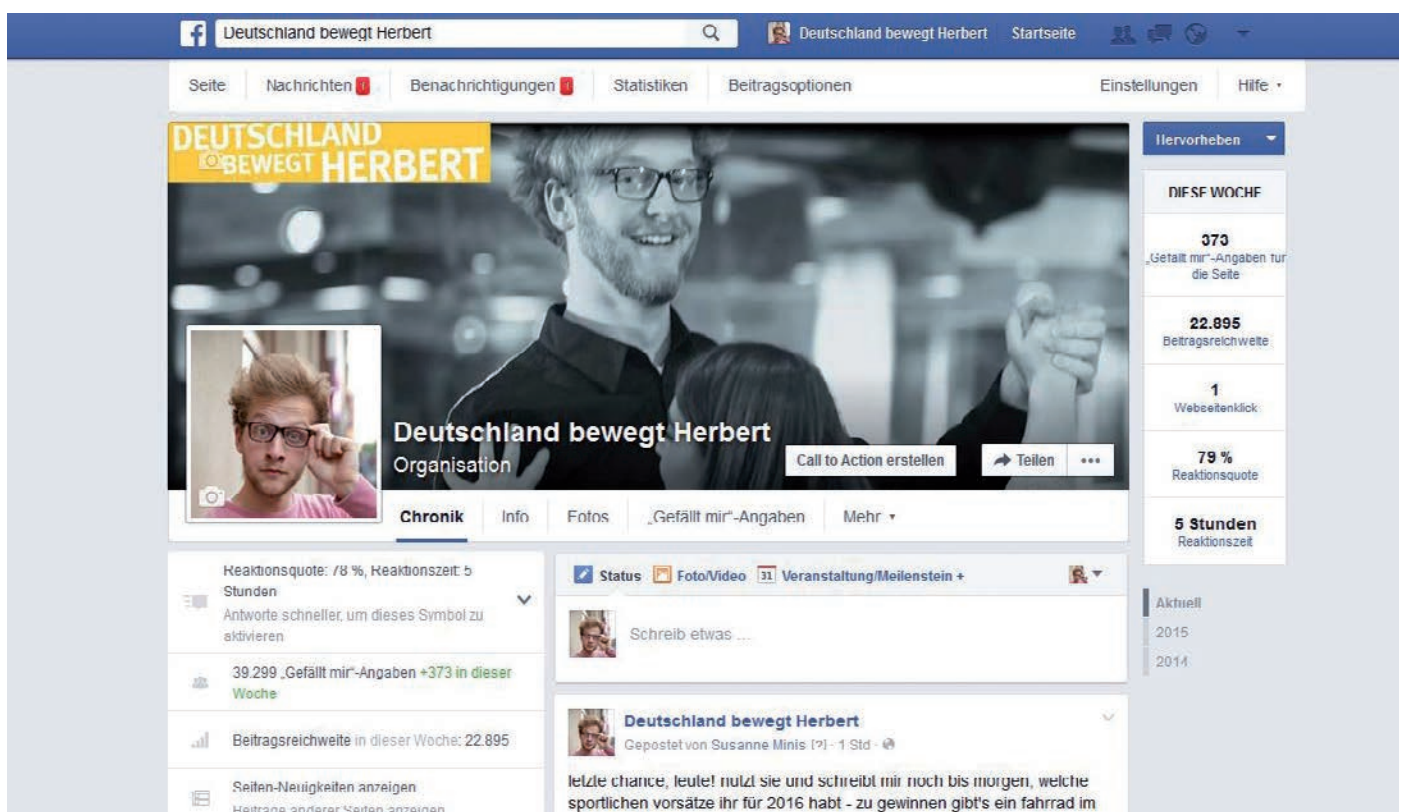 Deutschland bewegt Herbert
Deutschland bewegt Herbert Startseite
Seite Nachrichten Benachrichtigungen Statistiken Beitragsoptionen Einstellungen Hilfe
DEUTSCHLAND
BEWEGT HERBERT
Deutschland bewegt Herbert
Organisation
Call to Action erstellen Teilen
Chronik Info Fotos „Gefällt mir“-Angaben Mehr
Hervorheben
DIESE WOCHE
373
„Gefällt mir“-Angaben für
die Seite
22.895
Beitragsreichweite
1
Webseitenklick
79 %
Reaktionsquote
5 Stunden
Reaktionszeit
Aktuell
2015
2014
Reaktionsquote: 78 %, Reaktionszeit: 5
Stunden
Antworte schneller, um dieses Symbol zu
aktivieren
39.299 „Gefällt mir“-Angaben +373 in dieser
Woche
Beitragsreichweite in dieser Woche: 22.895
Seiten-Neuigkeiten anzeigen
Beiträge anderer Seiten anzeigen
Status Foto/Video 31 Veranstaltung/Meilenstein +
Schreib etwas ...
Deutschland bewegt Herbert
Gepostet von Susanne Minis [?] · 1 Std ·
letzte chance, leute! nutzt sie und schreibt mir noch bis morgen, welche
sportlichen vorsätze ihr für 2016 habt - zu gewinnen gibt's ein fahrrad im